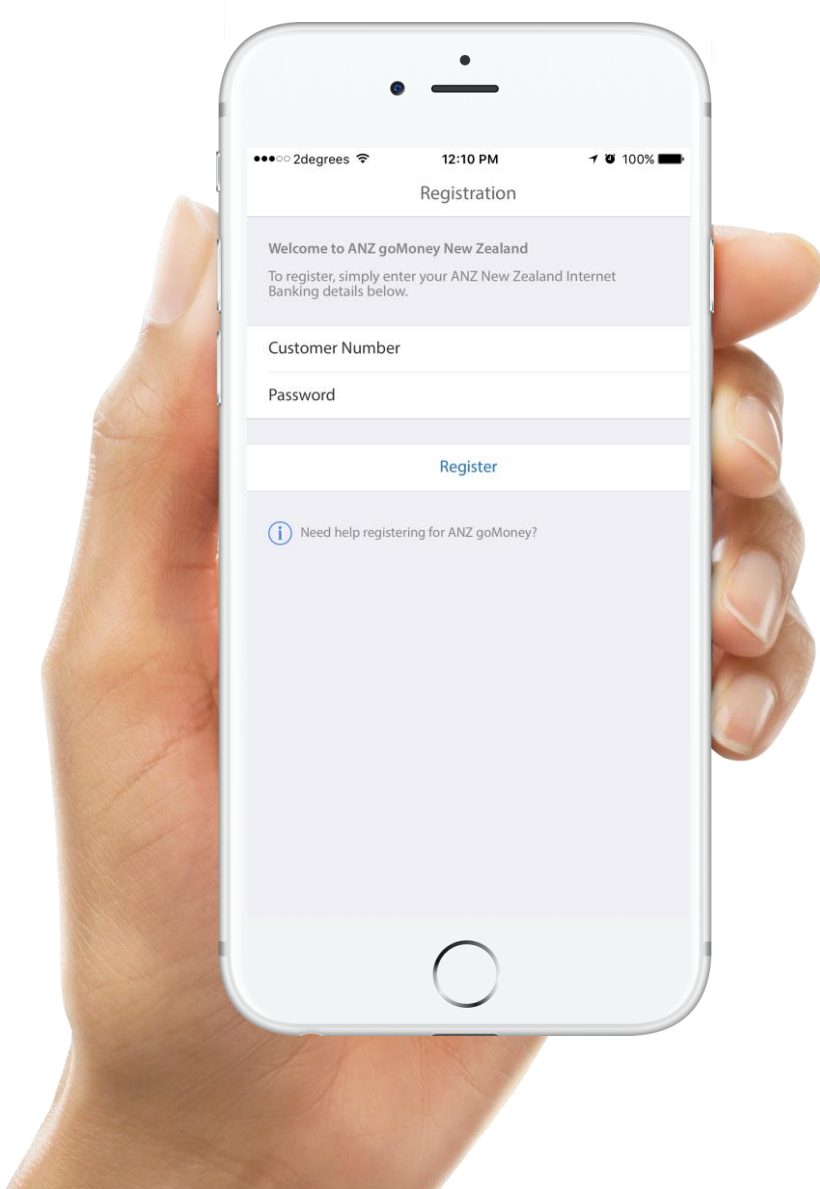 2degrees 12:10 PM 100%
Registration
Welcome to ANZ goMoney New Zealand
To register, simply enter your ANZ New Zealand Internet
Banking details below.
Customer Number
Password
Register
Need help registering for ANZ goMoney?